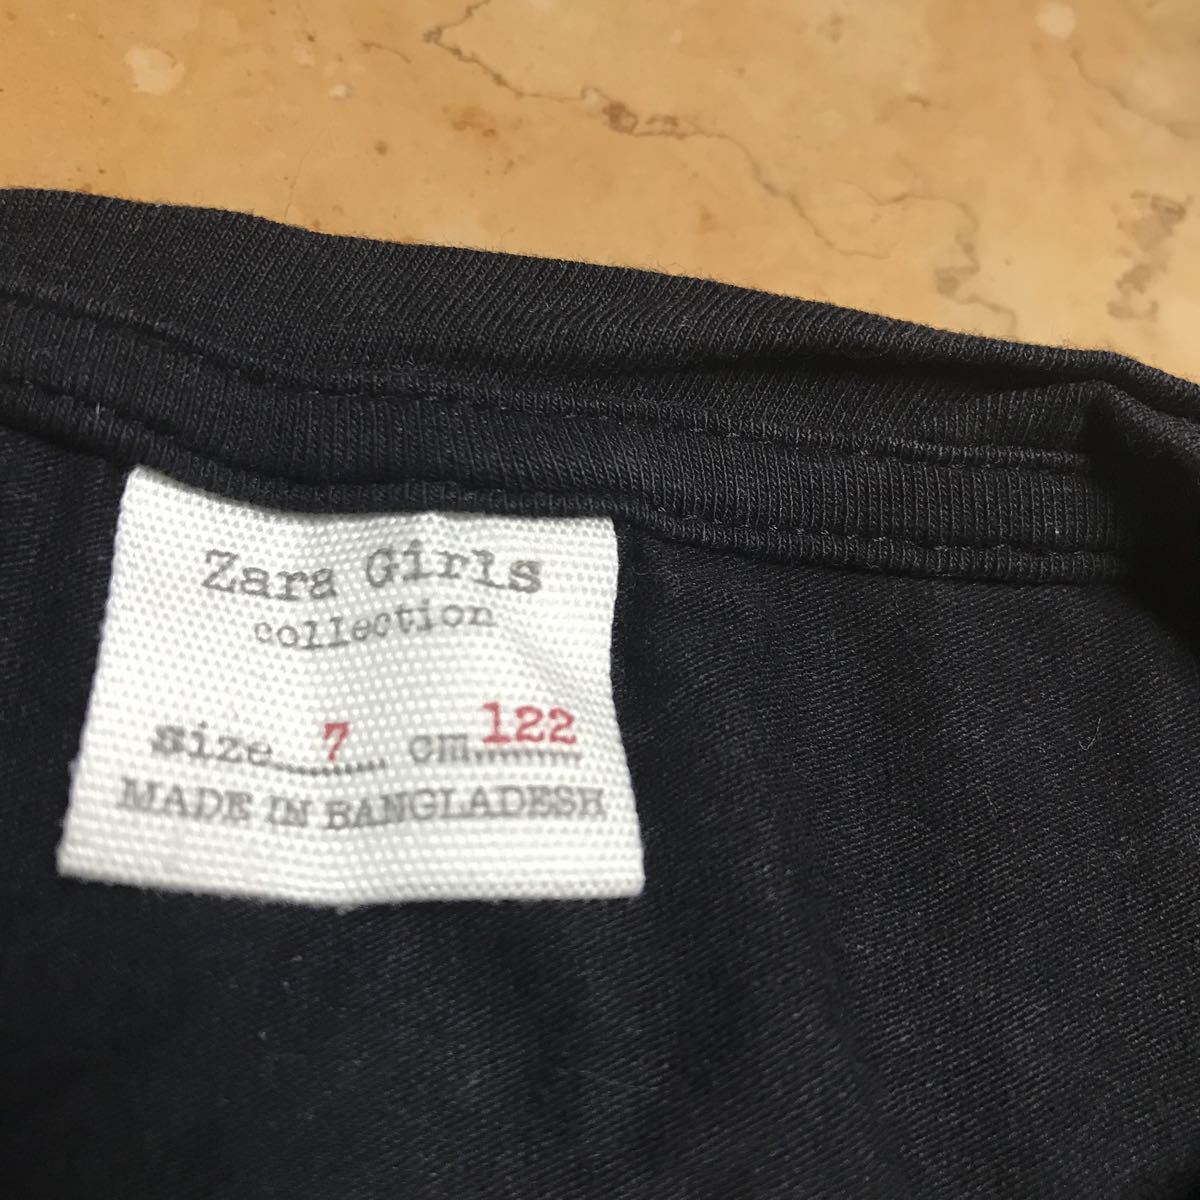 Zara Girls
collection
size 7 cm 122
MADE IN BANGLADESH